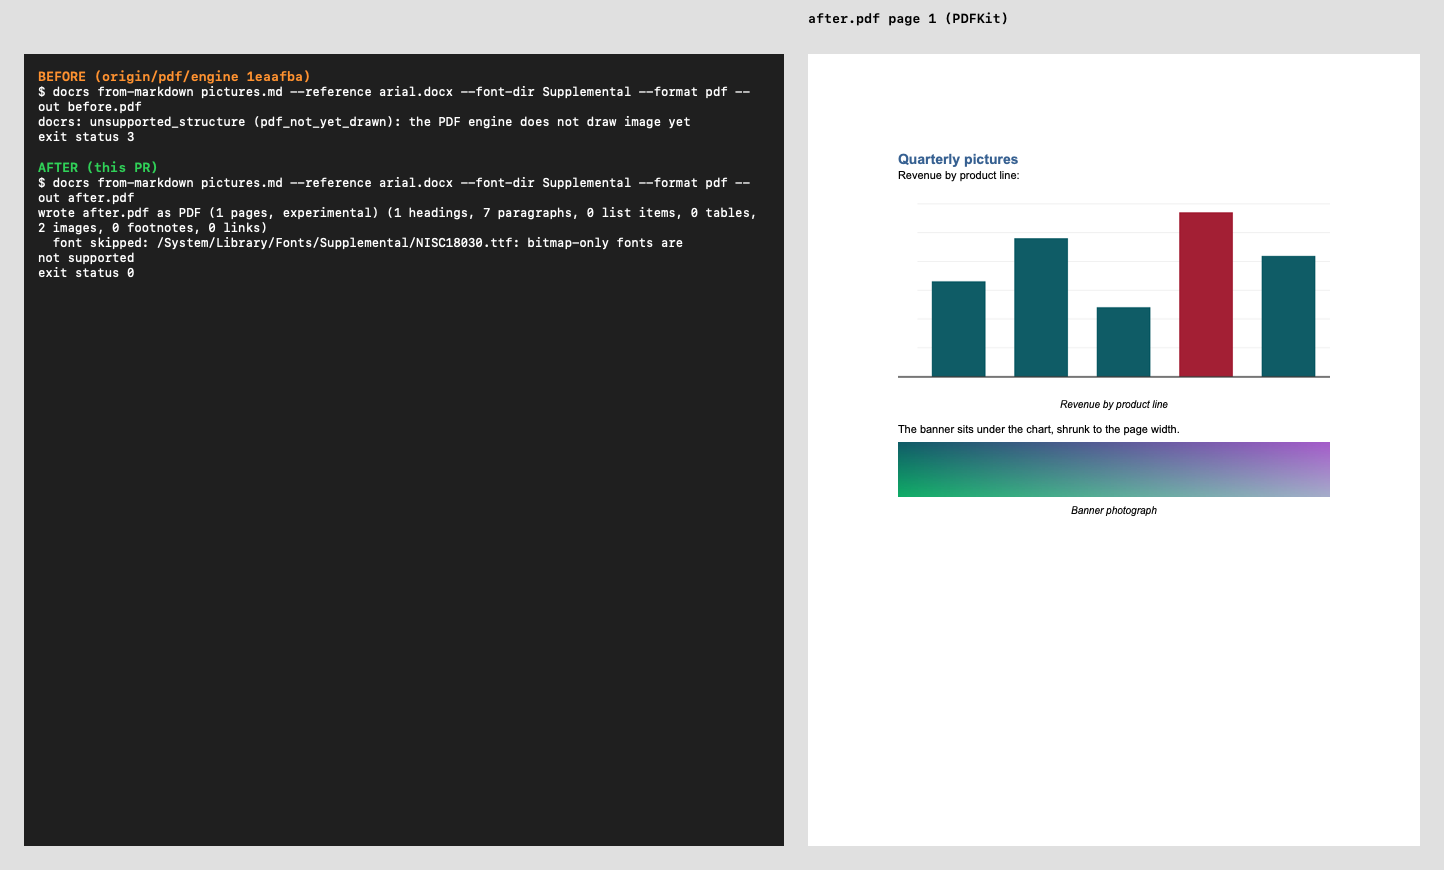 after.pdf page 1 (PDFKit)
BEFORE (origin/pdf/engine 1eaafba)
$ docrs from-markdown pictures.md --reference arial.docx --font-dir Supplemental --format pdf --
out before.pdf
docrs: unsupported_structure (pdf_not_yet_drawn): the PDF engine does not draw image yet
exit status 3
AFTER (this PR)
$ docrs from-markdown pictures.md --reference arial.docx --font-dir Supplemental --format pdf --
out after.pdf
wrote after.pdf as PDF (1 pages, experimental) (1 headings, 7 paragraphs, 0 list items, 0 tables,
2 images, 0 footnotes, 0 links)
font skipped: /System/Library/Fonts/Supplemental/NISC18030.ttf: bitmap-only fonts are
not supported
exit status 0
Quarterly pictures
Revenue by product line:
Revenue by product line
The banner sits under the chart, shrunk to the page width.
Banner photograph